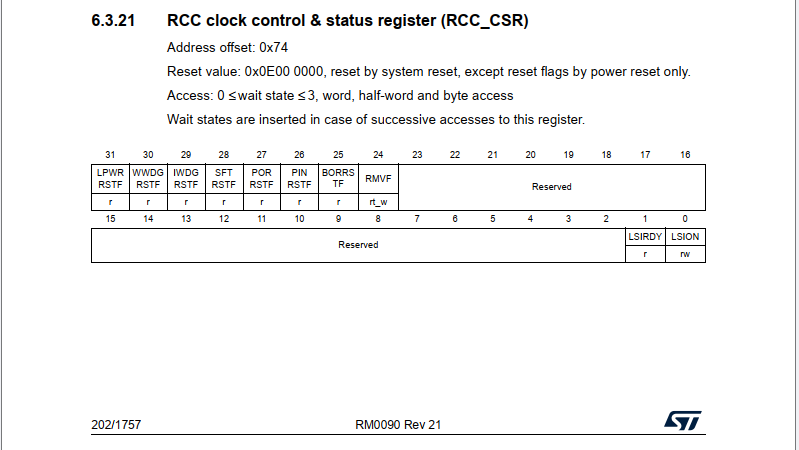 6.3.21 RCC clock control & status register (RCC_CSR)
Address offset: 0x74
Reset value: 0x0E00 0000, reset by system reset, except reset flags by power reset only.
Access: 0 ≤ wait state ≤ 3, word, half-word and byte access
Wait states are inserted in case of successive accesses to this register.
31 30 29 28 27 26 25 24 23 22 21 20 19 18 17 16
LPWR WWDG IWDG SFT POR PIN BORRS RMVF Reserved
RSTF RSTF RSTF RSTF RSTF RSTF TF
r r r r r r r rt_w
15 14 13 12 11 10 9 8 7 6 5 4 3 2 1 0
Reserved LSIRDY LSION
r rw
202/1757 RM0090 Rev 21 ST